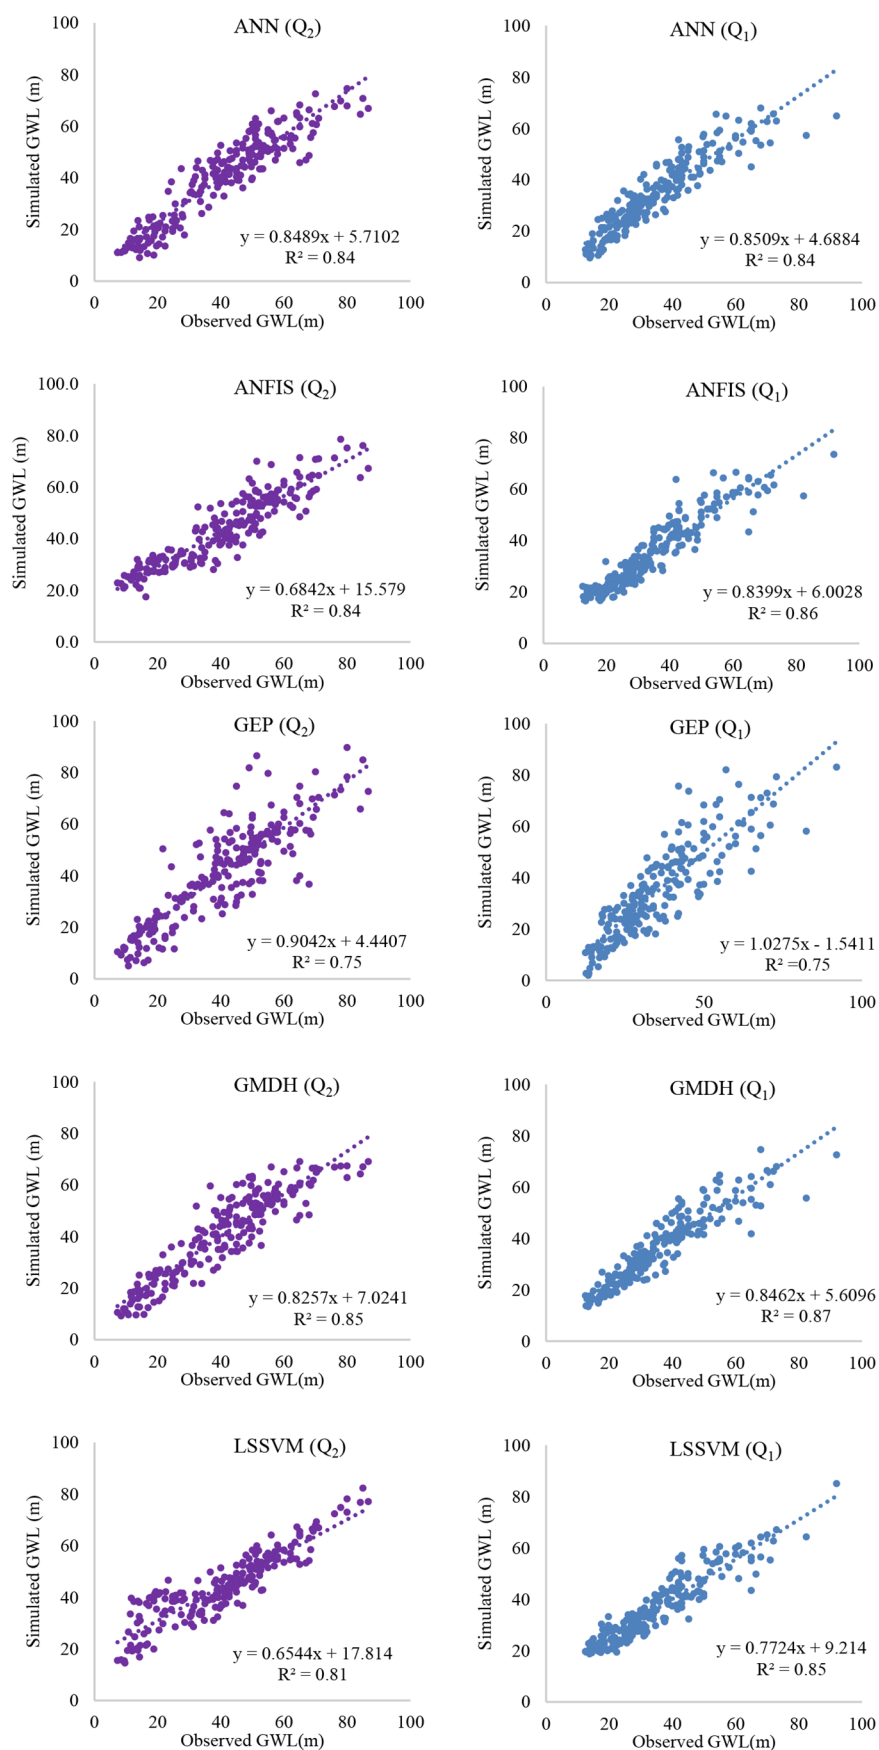 ANN (Q₂)
Simulated GWL (m)
100
80
60
40
20
0
y = 0.8489x + 5.7102
R² = 0.84
0 20 40 60 80 100
Observed GWL(m)
ANN (Q₁)
Simulated GWL (m)
100
80
60
40
20
0
y = 0.8509x + 4.6884
R² = 0.84
0 20 40 60 80 100
Observed GWL(m)
ANFIS (Q₂)
Simulated GWL (m)
100.0
80.0
60.0
40.0
20.0
0.0
y = 0.6842x + 15.579
R² = 0.84
0 20 40 60 80 100
Observed GWL(m)
ANFIS (Q₁)
Simulated GWL (m)
100
80
60
40
20
0
y = 0.8399x + 6.0028
R² = 0.86
0 20 40 60 80 100
Observed GWL(m)
GEP (Q₂)
Simulated GWL (m)
100
80
60
40
20
0
y = 0.9042x + 4.4407
R² = 0.75
0 20 40 60 80 100
Observed GWL(m)
GEP (Q₁)
Simulated GWL (m)
100
80
60
40
20
0
y = 1.0275x - 1.5411
R² =0.75
0 50 100
Observed GWL(m)
GMDH (Q₂)
Simulated GWL (m)
100
80
60
40
20
0
y = 0.8257x + 7.0241
R² = 0.85
0 20 40 60 80 100
Observed GWL(m)
GMDH (Q₁)
Simulated GWL (m)
100
80
60
40
20
0
y = 0.8462x + 5.6096
R² = 0.87
0 20 40 60 80 100
Observed GWL(m)
LSSVM (Q₂)
Simulated GWL (m)
100
80
60
40
20
0
y = 0.6544x + 17.814
R² = 0.81
0 20 40 60 80 100
Observed GWL(m)
LSSVM (Q₁)
Simulated GWL (m)
100
80
60
40
20
0
y = 0.7724x + 9.214
R² = 0.85
0 20 40 60 80 100
Observed GWL(m)